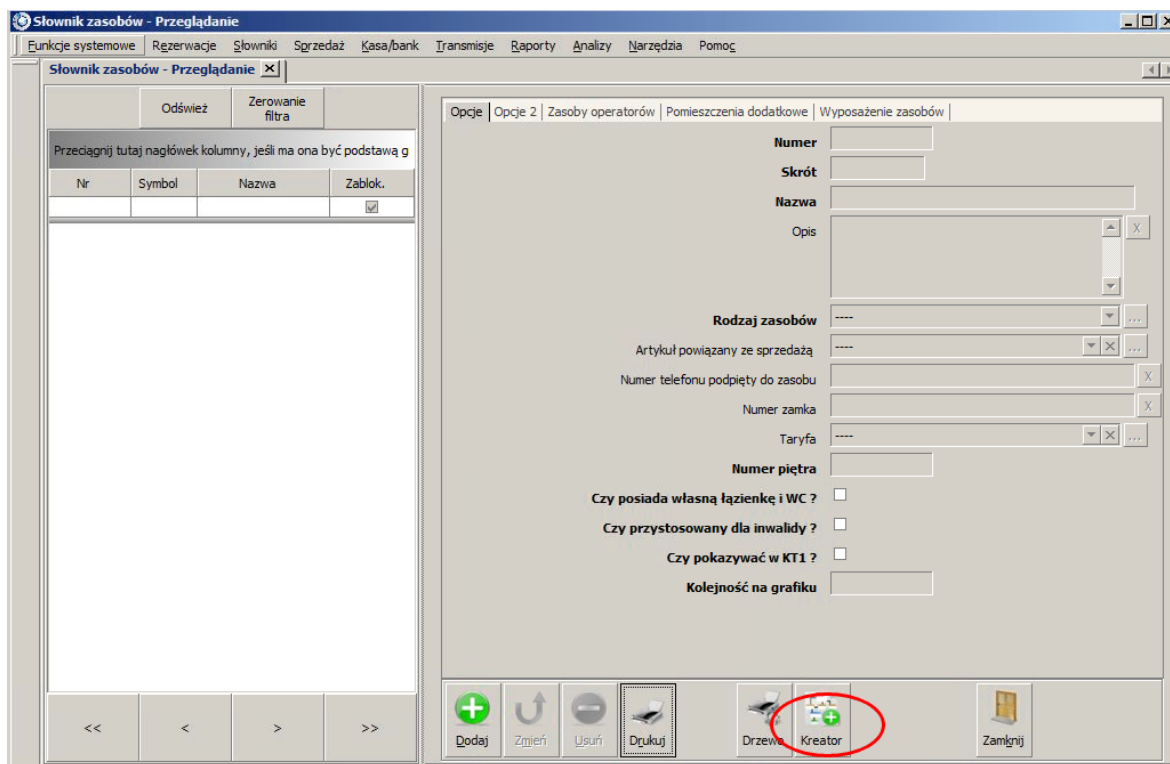 Słownik zasobów - Przeglądanie
Funkcje systemowe Rezerwacje Słowniki Sprzedaż Kasa/bank Transmisje Raporty Analizy Narzędzia Pomoc
Słownik zasobów - Przeglądanie X
Odśwież Zerowanie filtra
Przeciągnij tutaj nagłówek kolumny, jeśli ma ona być podstawą g
Nr Symbol Nazwa Zablok.
<< < > >>
Opcje Opcje 2 Zasoby operatorów Pomieszczenia dodatkowe Wyposażenie zasobów
Numer
Skrót
Nazwa
Opis X
Rodzaj zasobów ---- ...
Artykuł powiązany ze sprzedażą ---- ...
Numer telefonu podpięty do zasobu X
Numer zamka X
Taryfa ---- ...
Numer piętra
Czy posiada własną łązienkę i WC ?
Czy przystosowany dla inwalidy ?
Czy pokazywać w KT1 ?
Kolejność na grafiku
Dodaj Zmień Usuń Drukuj Drzewo Kreator Zamknij